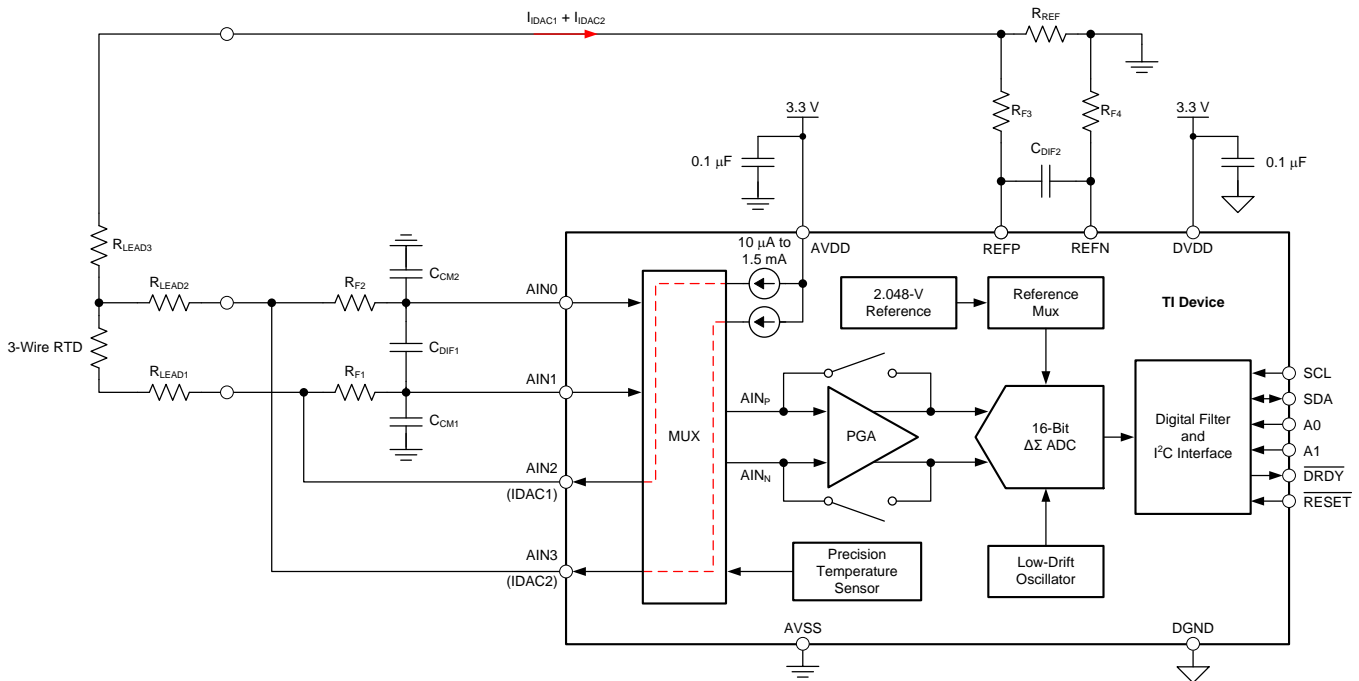 I_IDAC1 + I_IDAC2
R_REF
3.3 V
R_F3
R_F4
3.3 V
0.1 μF
C_DIF2
0.1 μF
R_LEAD3
10 μA to
1.5 mA
AVDD
REFP
REFN
DVDD
C_CM2
R_LEAD2
R_F2
AIN0
2.048-V
Reference
Reference
Mux
TI Device
3-Wire RTD
C_DIF1
R_LEAD1
R_F1
AIN1
SCL
SDA
A0
A1
DRDY
RESET
C_CM1
MUX
AIN_P
AIN_N
PGA
16-Bit
ΔΣ ADC
Digital Filter
and
I²C Interface
AIN2
(IDAC1)
AIN3
(IDAC2)
Precision
Temperature
Sensor
Low-Drift
Oscillator
AVSS
DGND